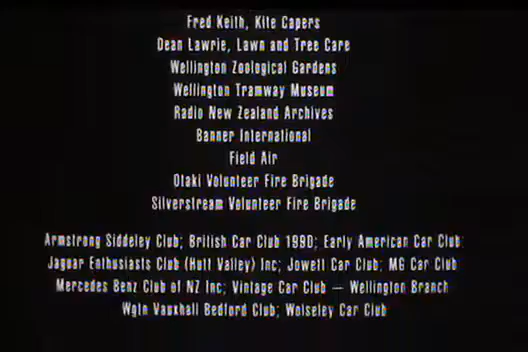 Fred Keith, Kite Capers
Dean Lawrie, Lawn and Tree Care
Wellington Zoological Gardens
Wellington Tramway Museum
Radio New Zealand Archives
Banner International
Field Air
Otaki Volunteer Fire Brigade
Silverstream Volunteer Fire Brigade
Armstrong Siddeley Club; British Car Club 1990; Early American Car Club;
Jaguar Enthusiasts Club (Hutt Valley) Inc; Jowett Car Club; MG Car Club
Mercedes Benz Club of NZ Inc; Vintage Car Club — Wellington Branch
Wgtn Vauxhall Bedford Club; Wolseley Car Club